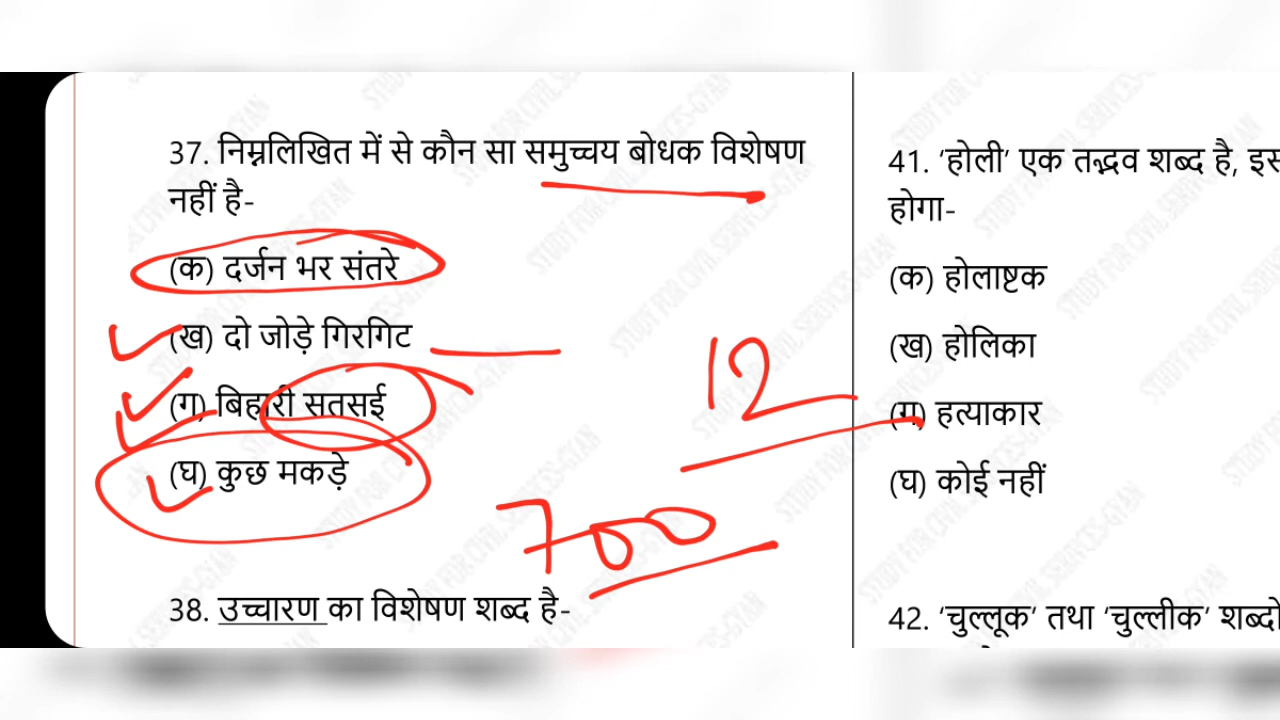 37. निम्नलिखित में से कौन सा समुच्चय बोधक विशेषण
नहीं है-
(क) दर्जन भर संतरे
(ख) दो जोड़े गिरगिट
(ग) बिहारी सतसई
(घ) कुछ मकड़े
12
700
38. उच्चारण का विशेषण शब्द है-
41. ‘होली’ एक तद्भव शब्द है, इस
होगा-
(क) होलाष्टक
(ख) होलिका
(ग) हत्याकार
(घ) कोई नहीं
42. ‘चुल्लूक’ तथा ‘चुल्लीक’ शब्दो